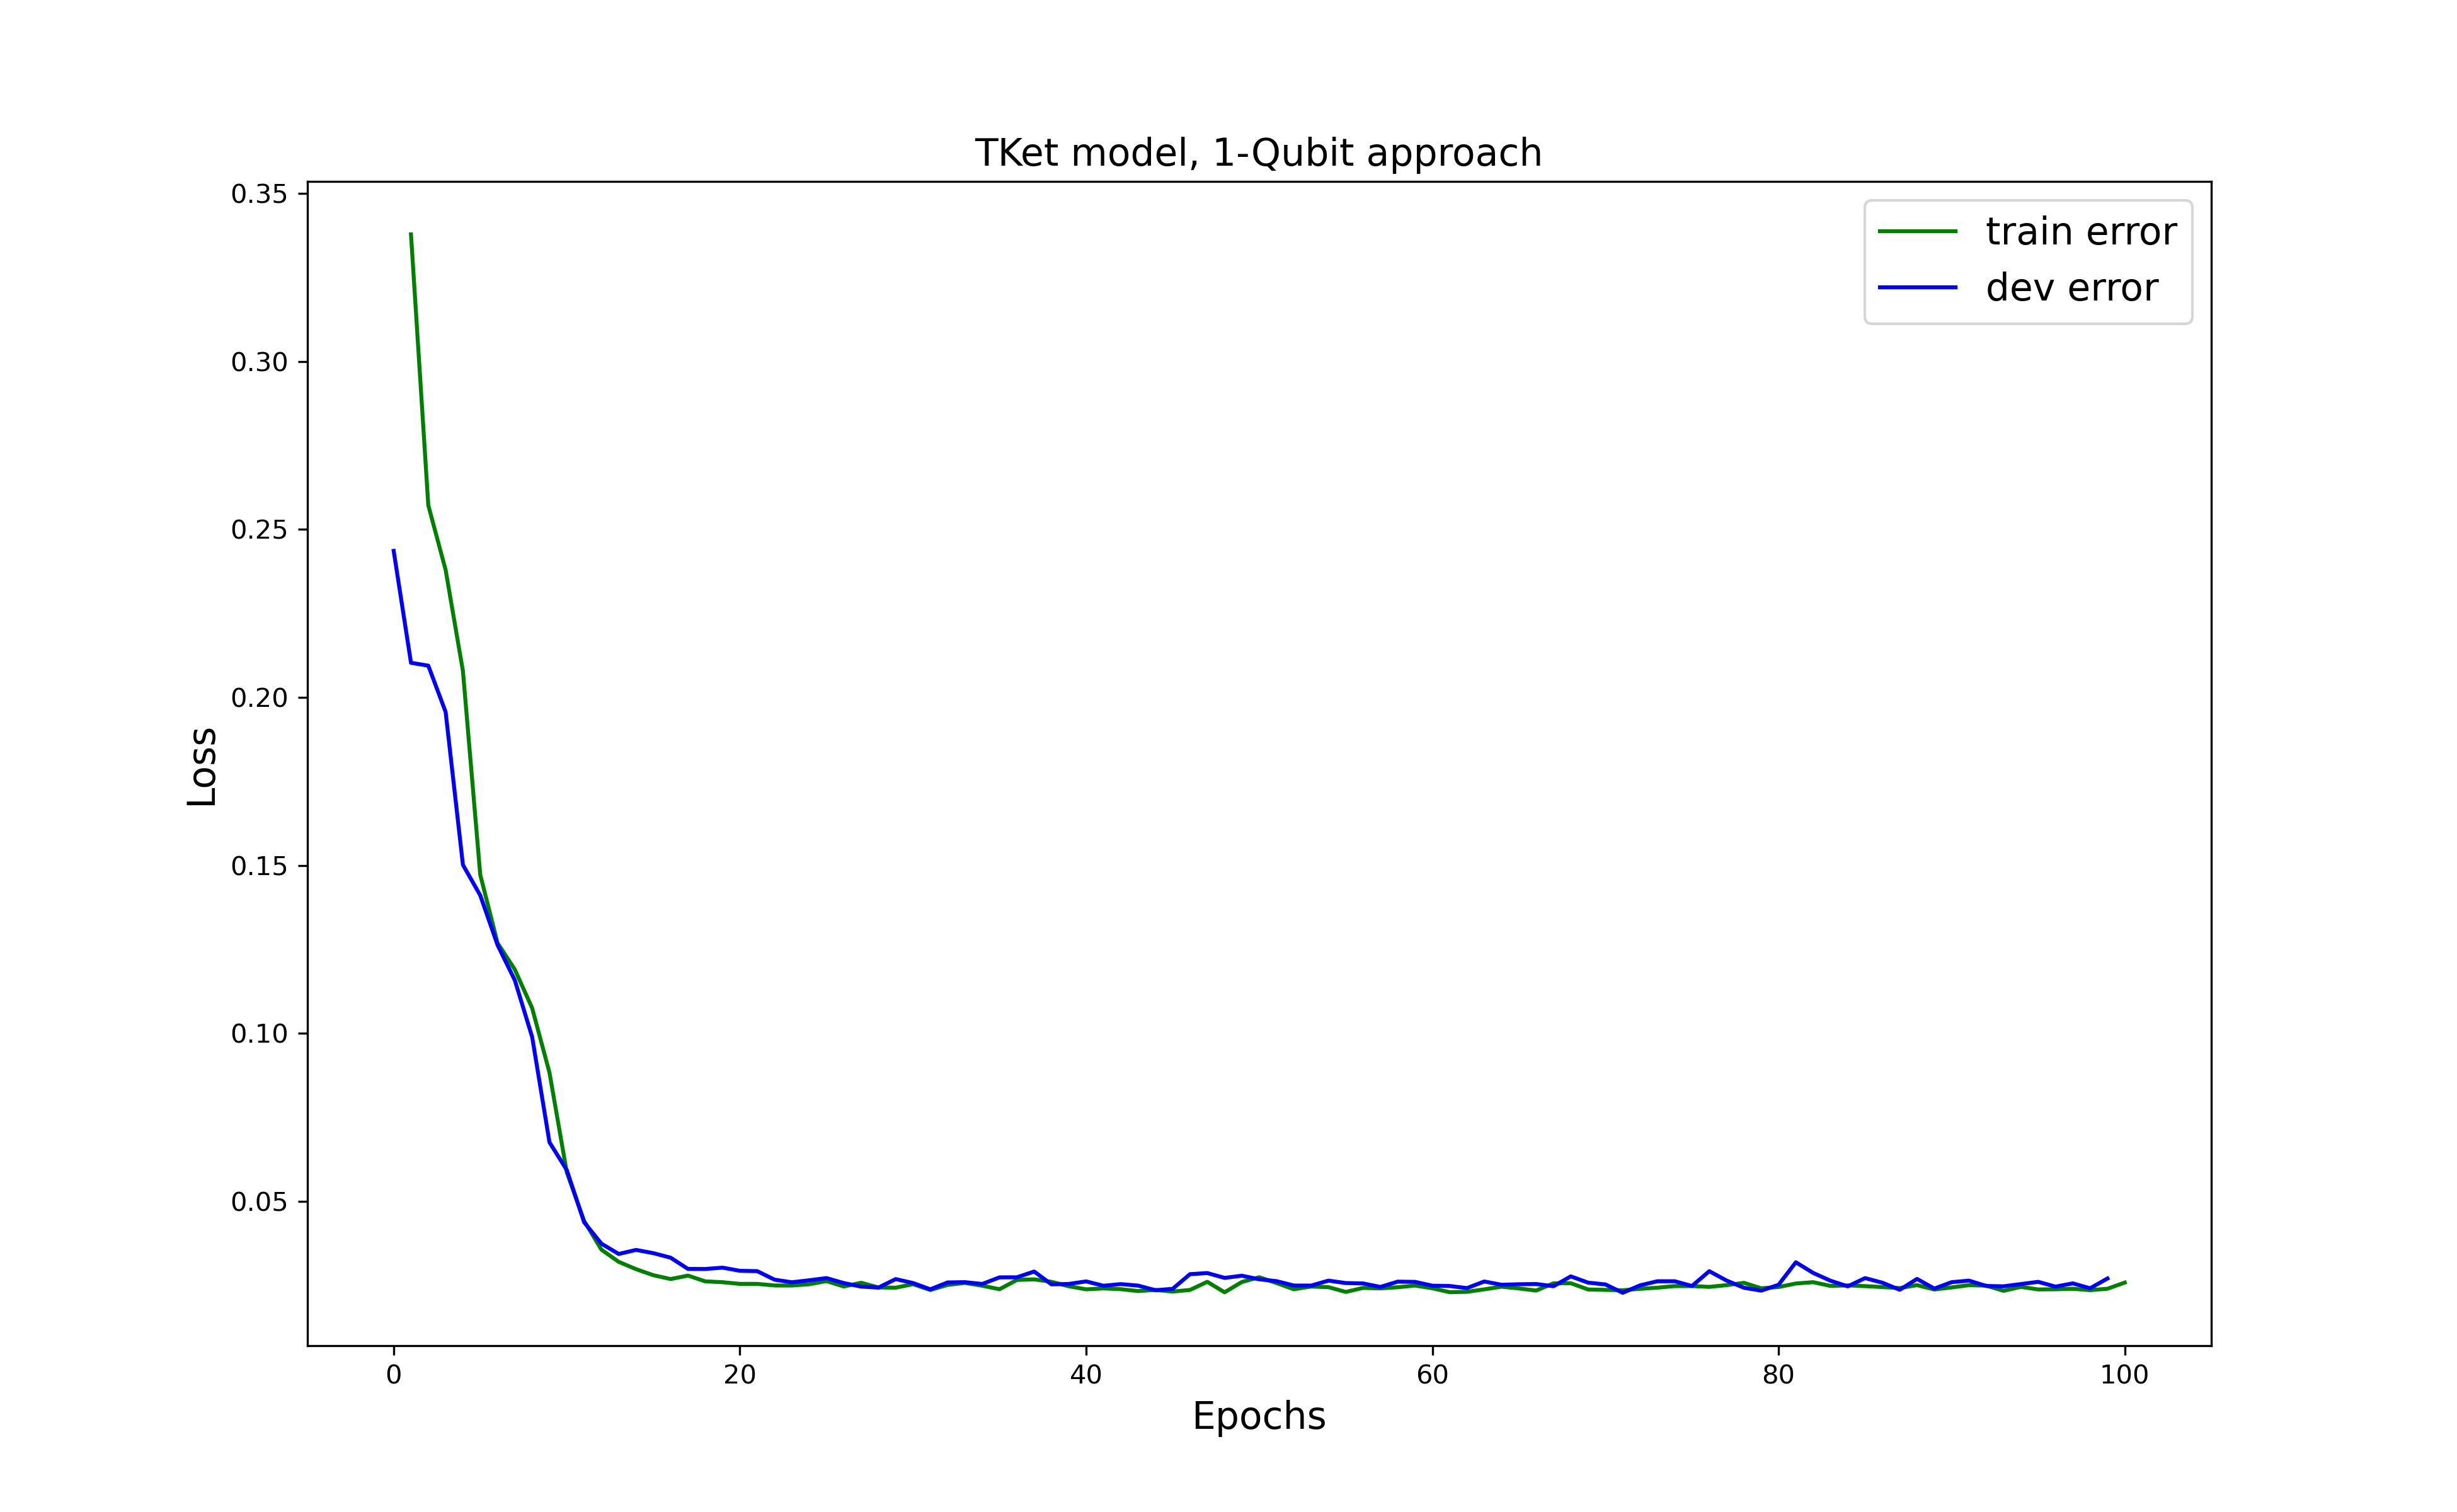 TKet model, 1-Qubit approach
train error
dev error
0.35
0.30
0.25
0.20
0.15
0.10
0.05
Loss
0 20 40 60 80 100
Epochs